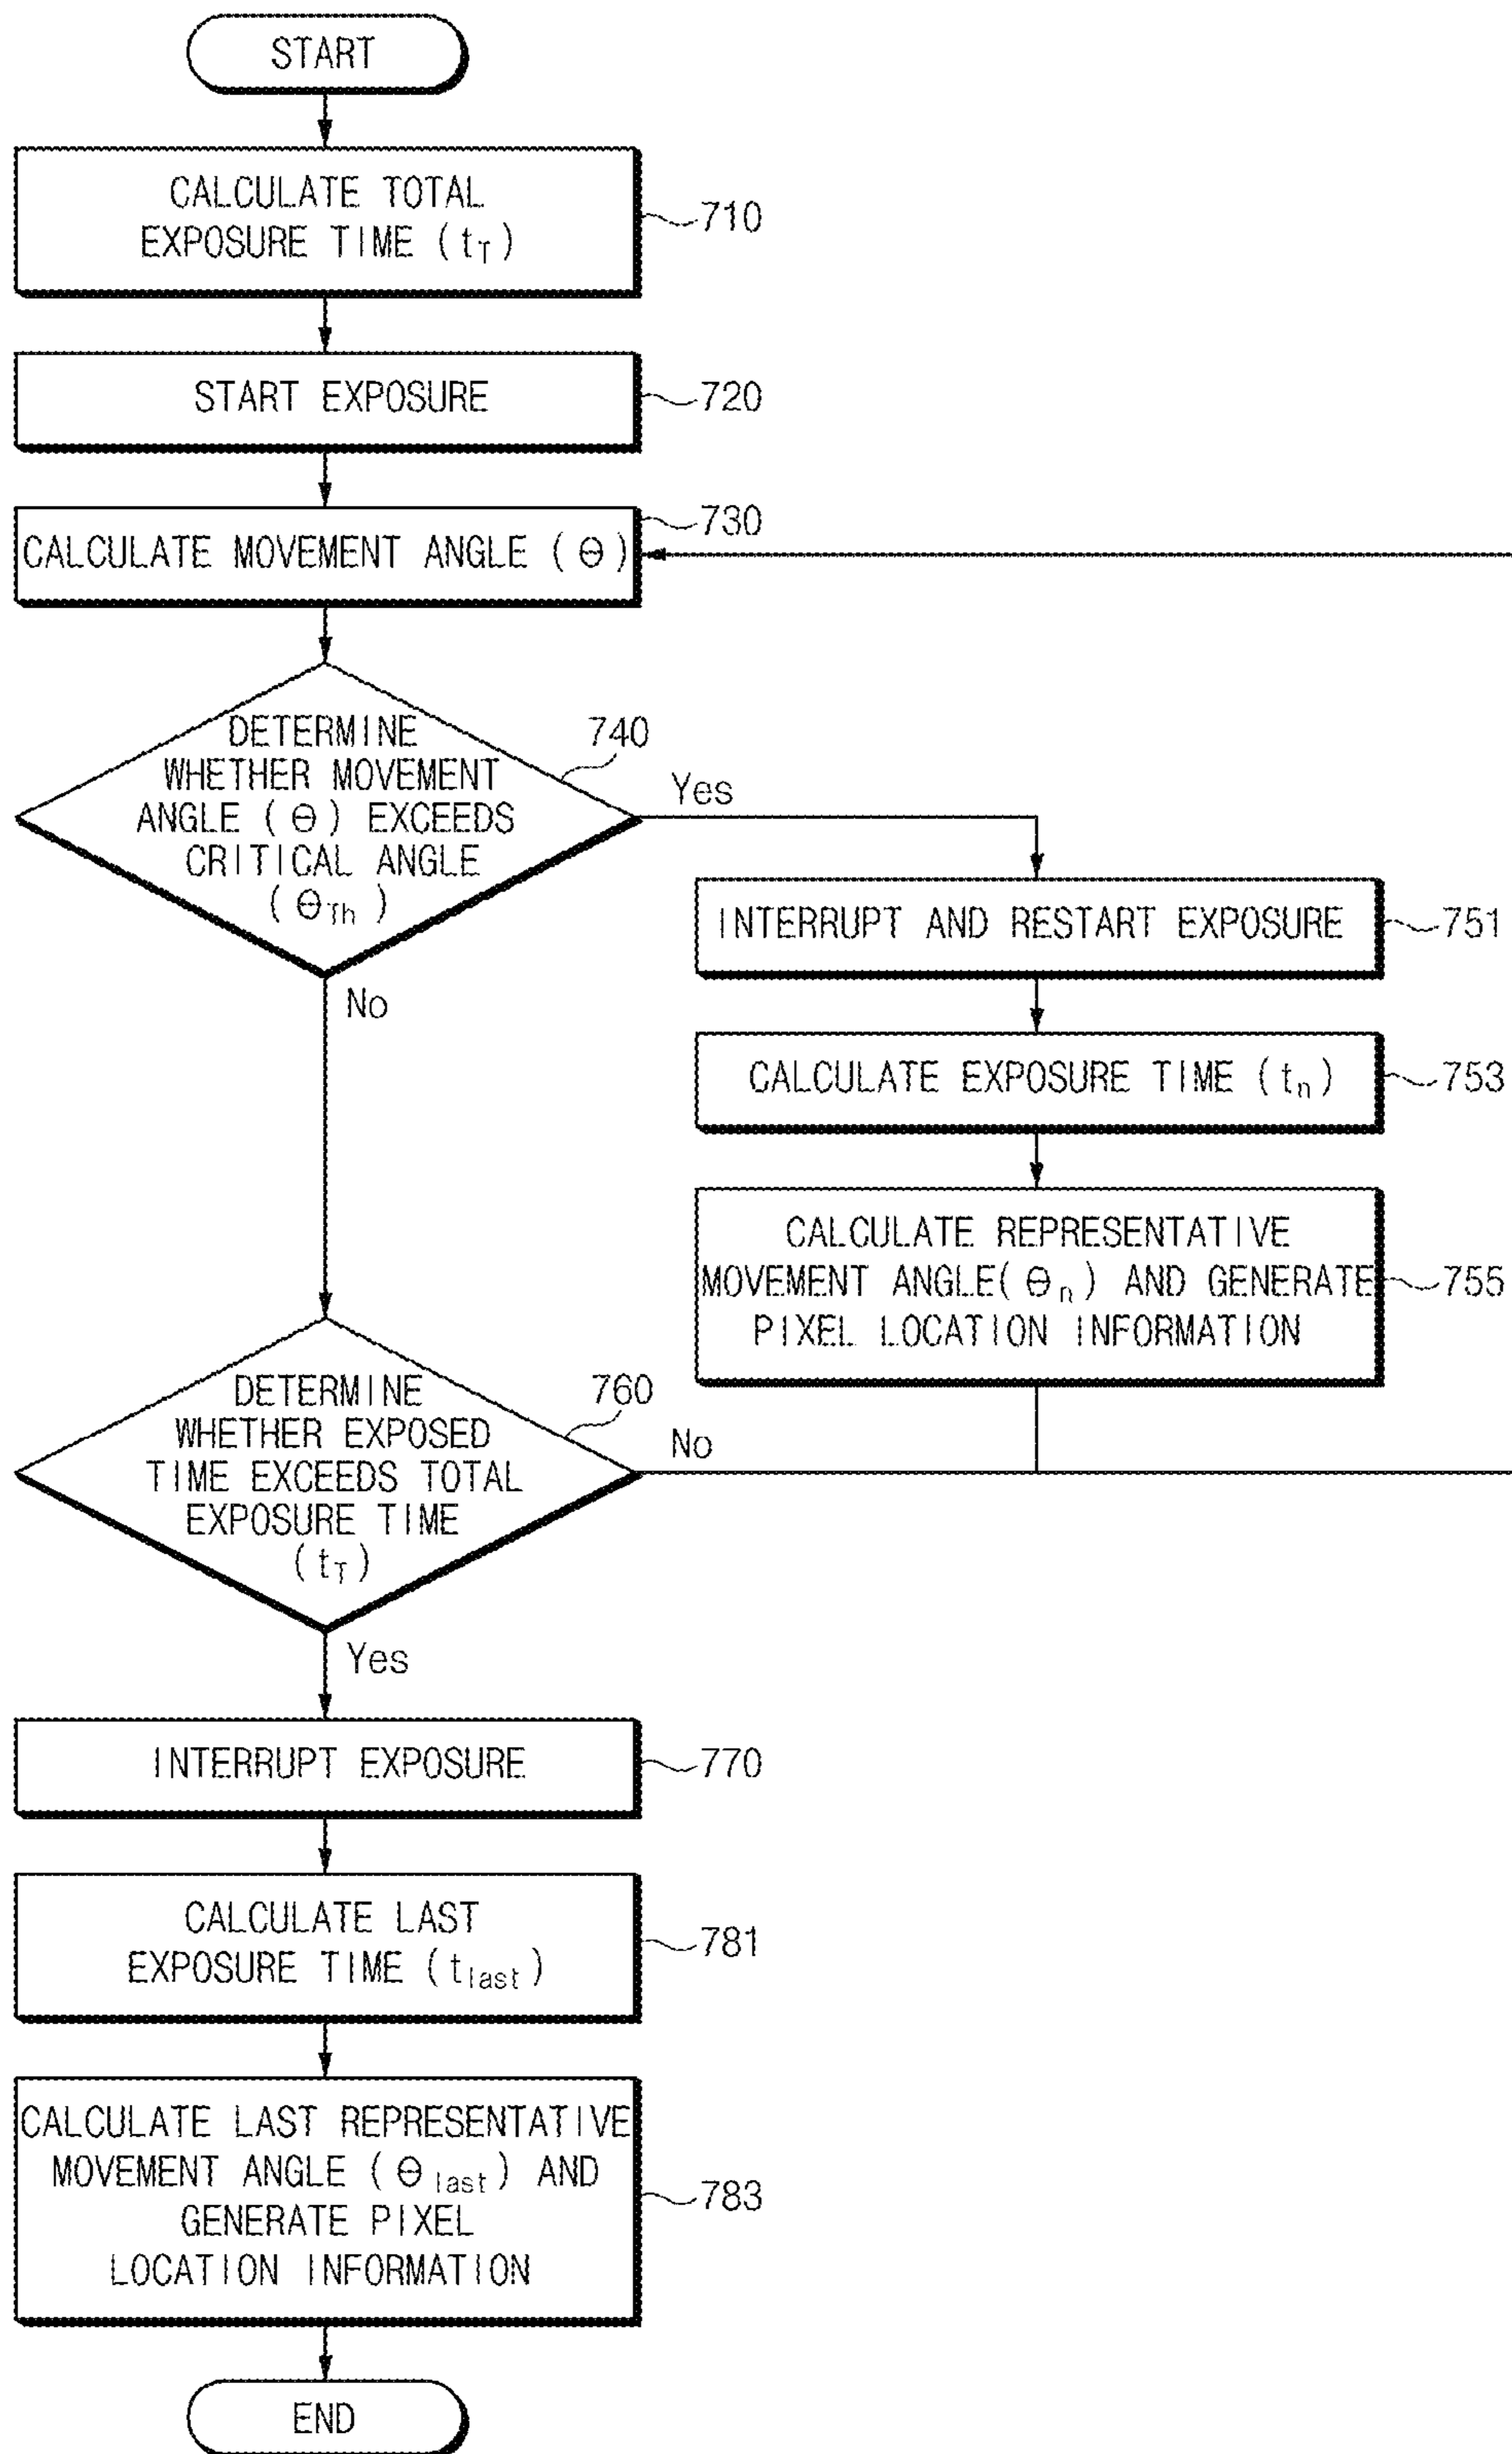 START
CALCULATE TOTAL
EXPOSURE TIME (tT)
710
START EXPOSURE
720
730
CALCULATE MOVEMENT ANGLE (Θ)
DETERMINE
WHETHER MOVEMENT
ANGLE (Θ) EXCEEDS
CRITICAL ANGLE
(ΘTh)
740
Yes
No
INTERRUPT AND RESTART EXPOSURE
751
CALCULATE EXPOSURE TIME (tn)
753
CALCULATE REPRESENTATIVE
MOVEMENT ANGLE(Θn) AND GENERATE
PIXEL LOCATION INFORMATION
755
DETERMINE
WHETHER EXPOSED
TIME EXCEEDS TOTAL
EXPOSURE TIME
(tT)
760
No
Yes
INTERRUPT EXPOSURE
770
CALCULATE LAST
EXPOSURE TIME (tlast)
781
CALCULATE LAST REPRESENTATIVE
MOVEMENT ANGLE (Θlast) AND
GENERATE PIXEL
LOCATION INFORMATION
783
END